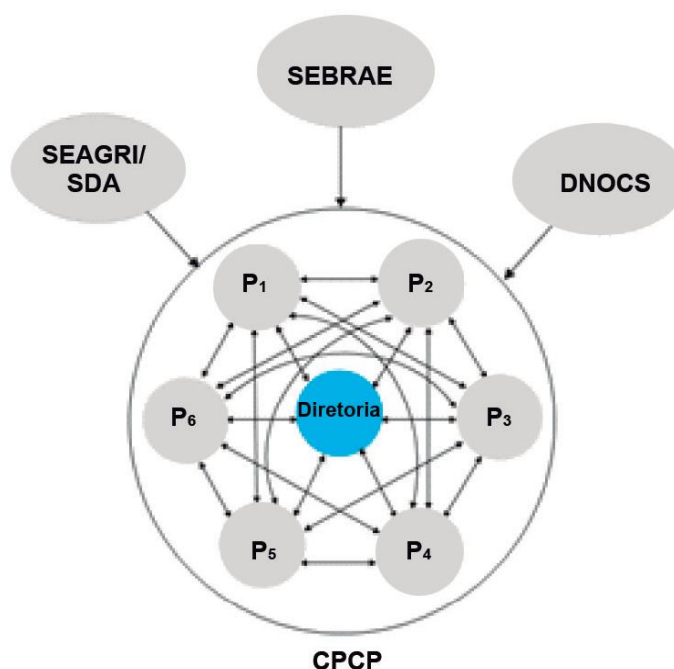 SEBRAE
SEAGRI/
SDA
DNOCS
P1
P2
P6
Diretoria
P3
P5
P4
CPCP